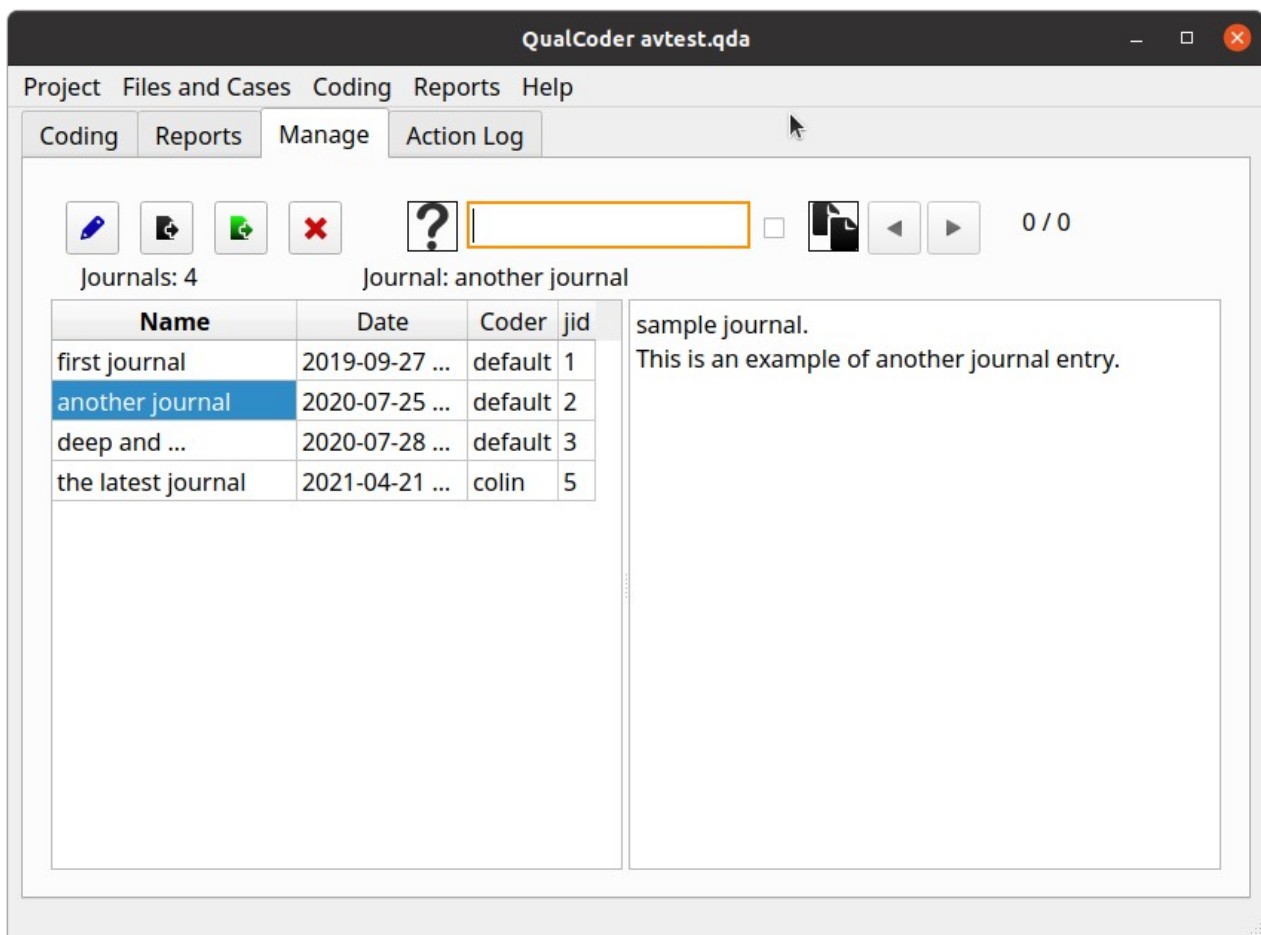 QualCoder avtest.qda
Project Files and Cases Coding Reports Help
Coding Reports Manage Action Log
0 / 0
Journals: 4 Journal: another journal
Name Date Coder jid
first journal 2019-09-27 ... default 1
another journal 2020-07-25 ... default 2
deep and ... 2020-07-28 ... default 3
the latest journal 2021-04-21 ... colin 5
sample journal.
This is an example of another journal entry.